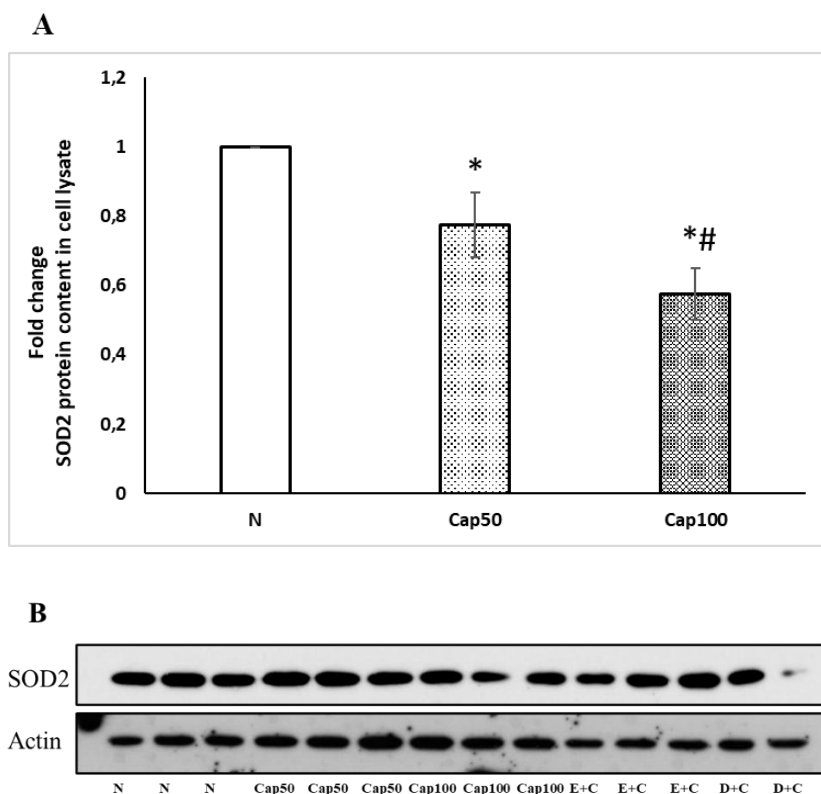 A
Fold change
SOD2 protein content in cell lysate
1,2
1
0,8
0,6
0,4
0,2
0
*
*#
N Cap50 Cap100
B
SOD2
Actin
N N N Cap50 Cap50 Cap50 Cap100 Cap100 Cap100 E+C E+C E+C D+C D+C